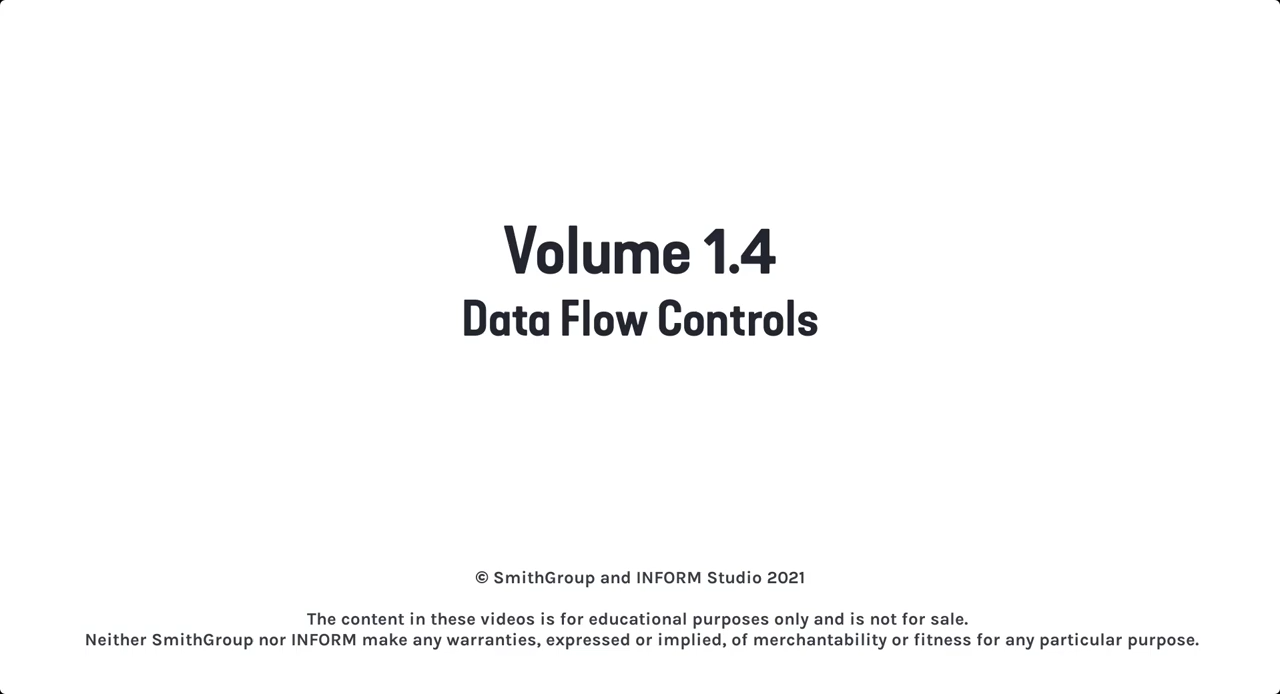 Volume 1.4
Data Flow Controls
© SmithGroup and INFORM Studio 2021
The content in these videos is for educational purposes only and is not for sale.
Neither SmithGroup nor INFORM make any warranties, expressed or implied, of merchantability or fitness for any particular purpose.